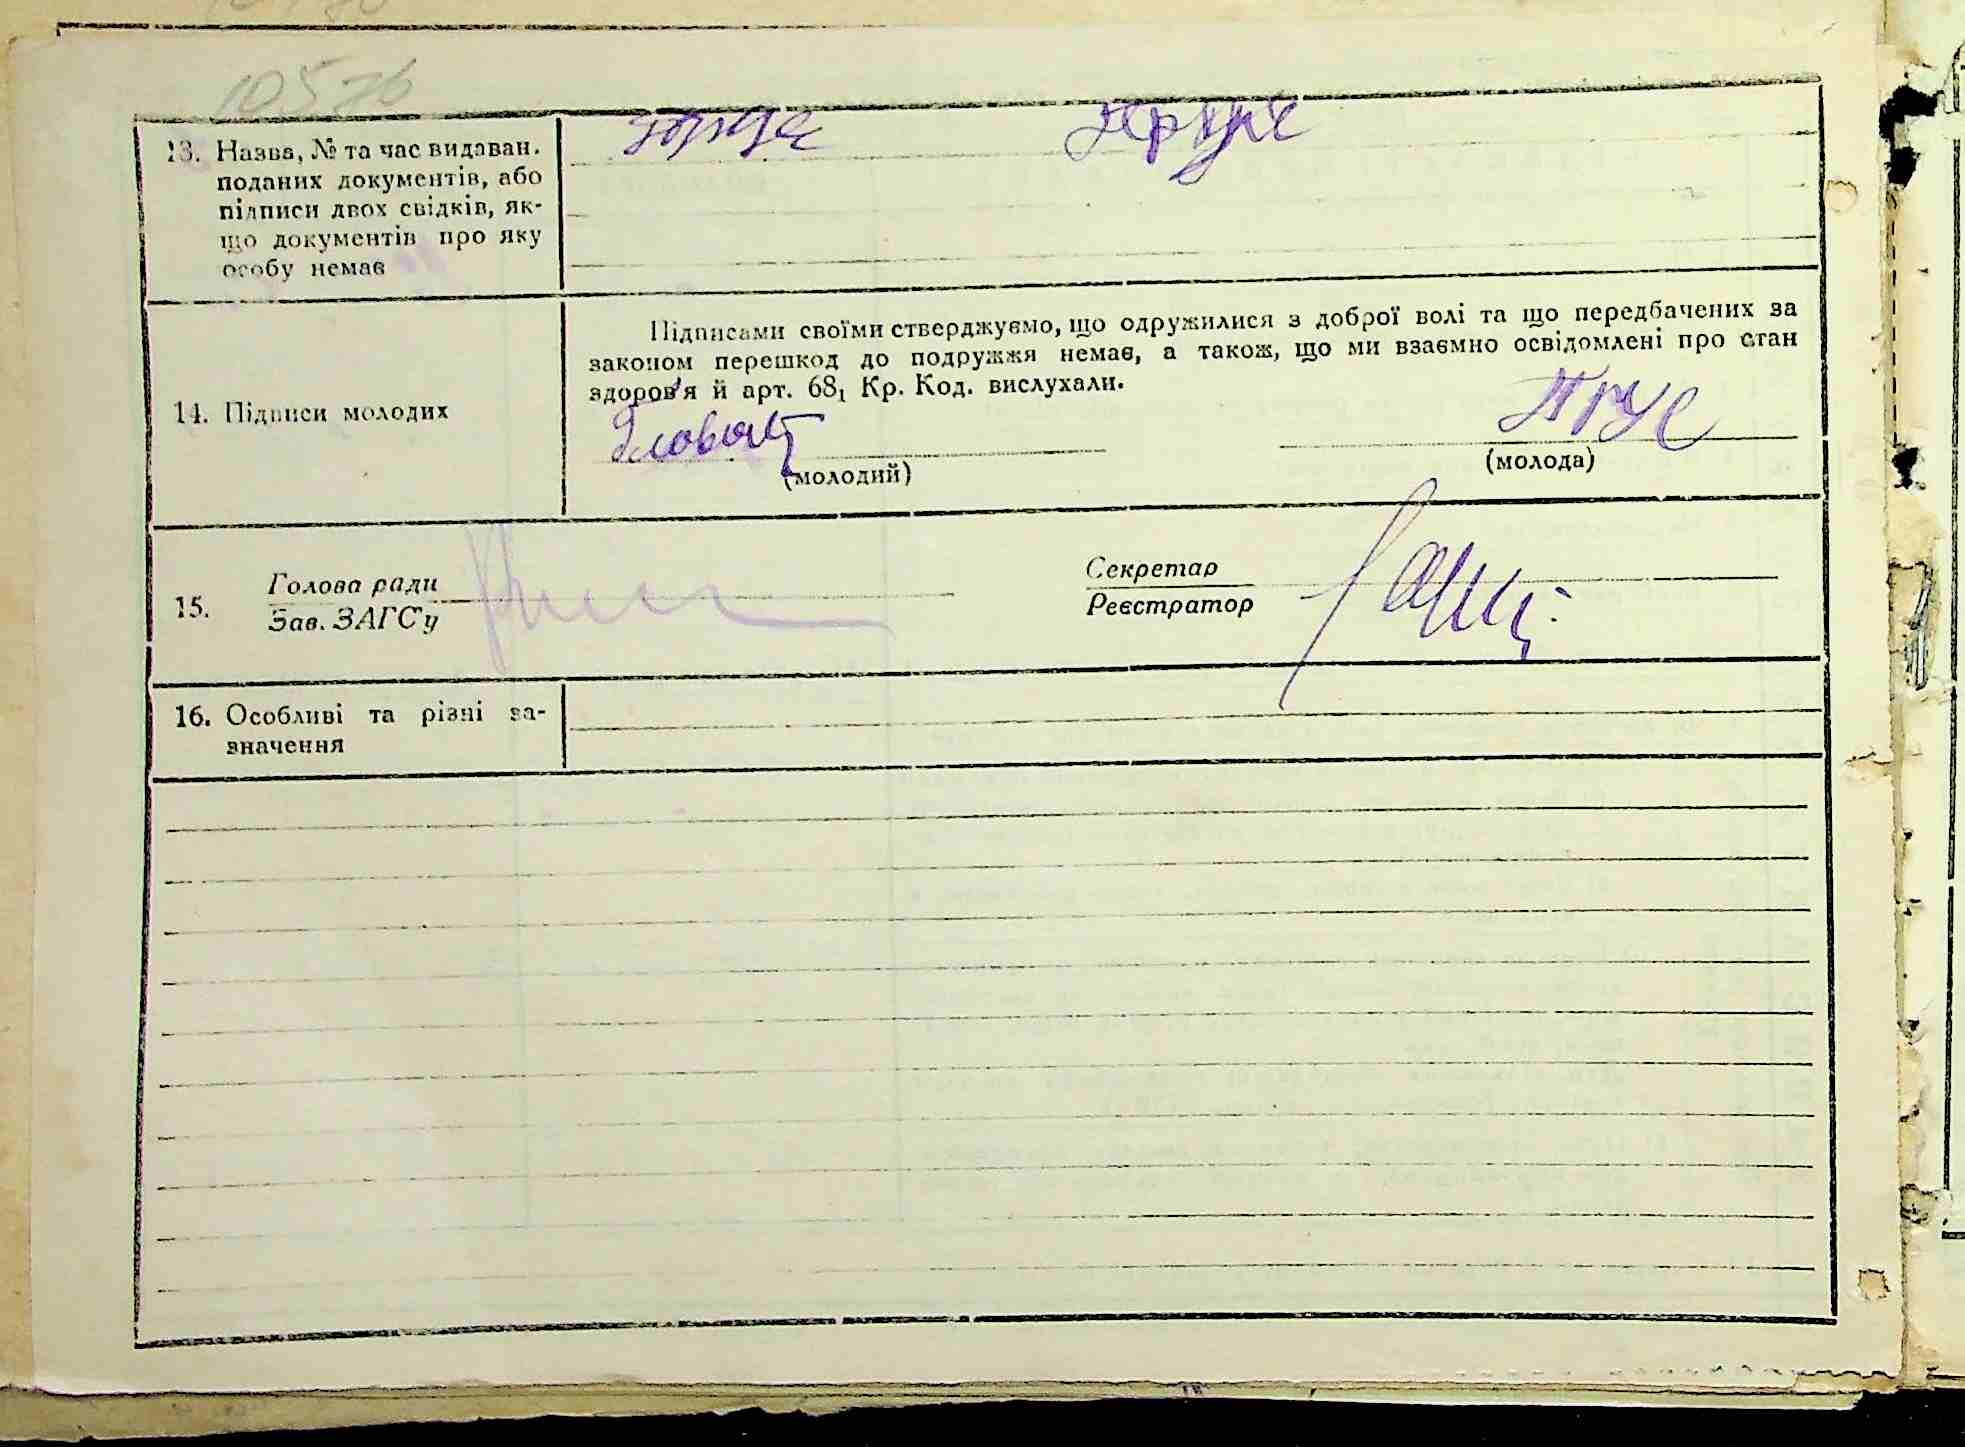 13. Назва, № та час видаван.
поданих документів, або
підписи двох свідків, як-
що документів про яку
особу немає
14. Підписи молодих
Підписами своїми стверджуємо, що одружилися з доброї волі та що передбачених за
законом перешкод до подружжя немає, а також, що ми взаємно освідомлені про стан
здоров'я й арт. 68₁ Кр. Код. вислухали.
Трус
(молодий)
(молода)
15.
Голова ради
Зав. ЗАГС'у
Секретар
Реєстратор
16. Особливі та різні за-
значення